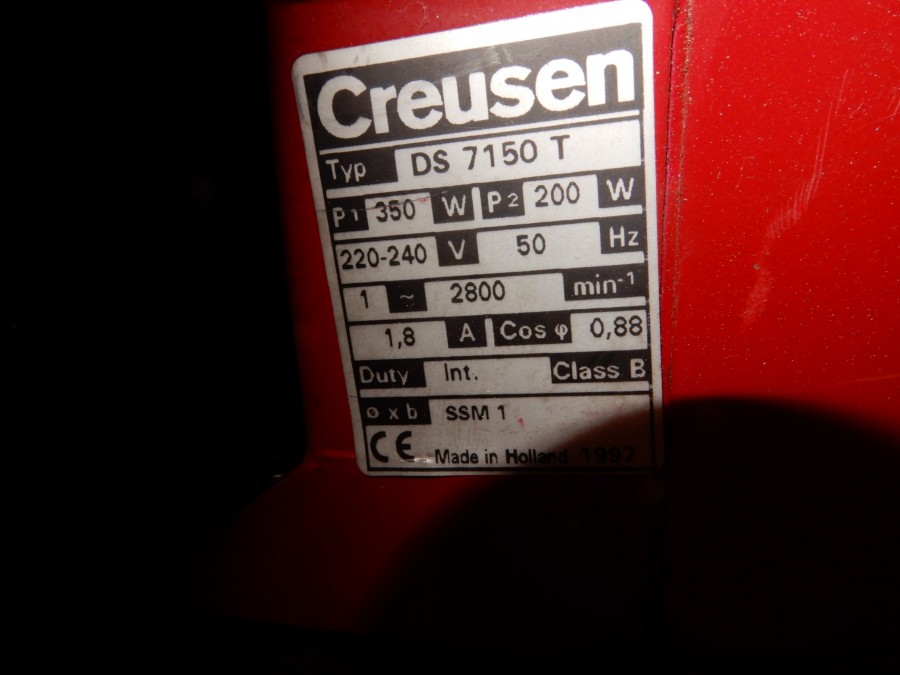 Creusen
Typ DS 7150 T
P1 350 W P2 200 W
220-240 V 50 Hz
1 ~ 2800 min-1
1,8 A Cos φ 0,88
Duty Int. Class B
ø x b SSM 1
CE Made in Holland 1997